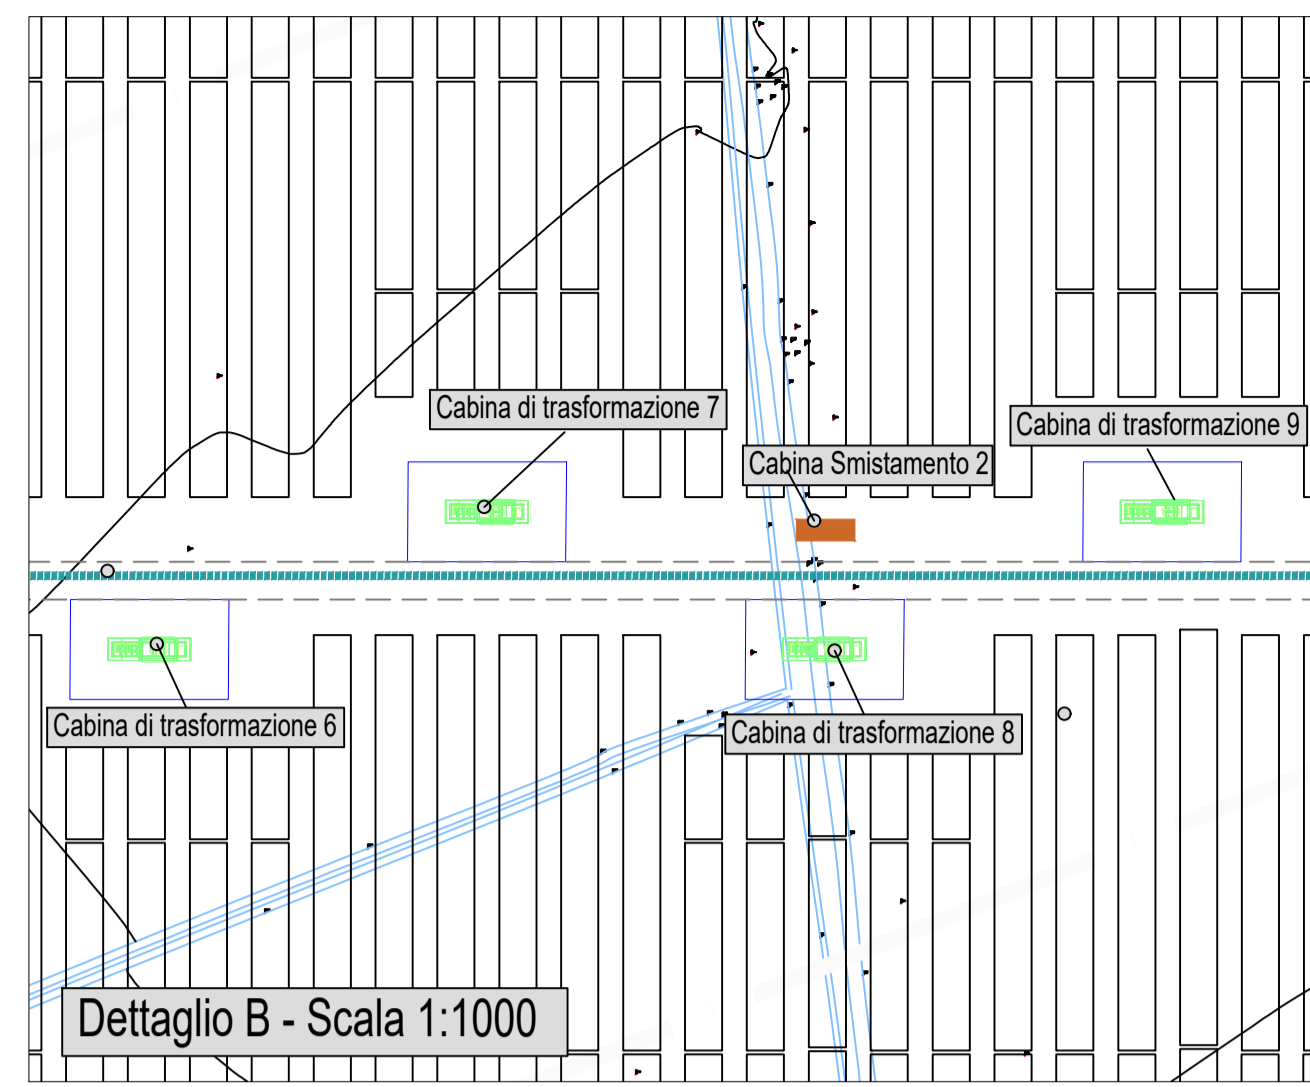 Cabina di trasformazione 7
Cabina di trasformazione 9
Cabina Smistamento 2
Cabina di trasformazione 6
Cabina di trasformazione 8
Dettaglio B - Scala 1:1000